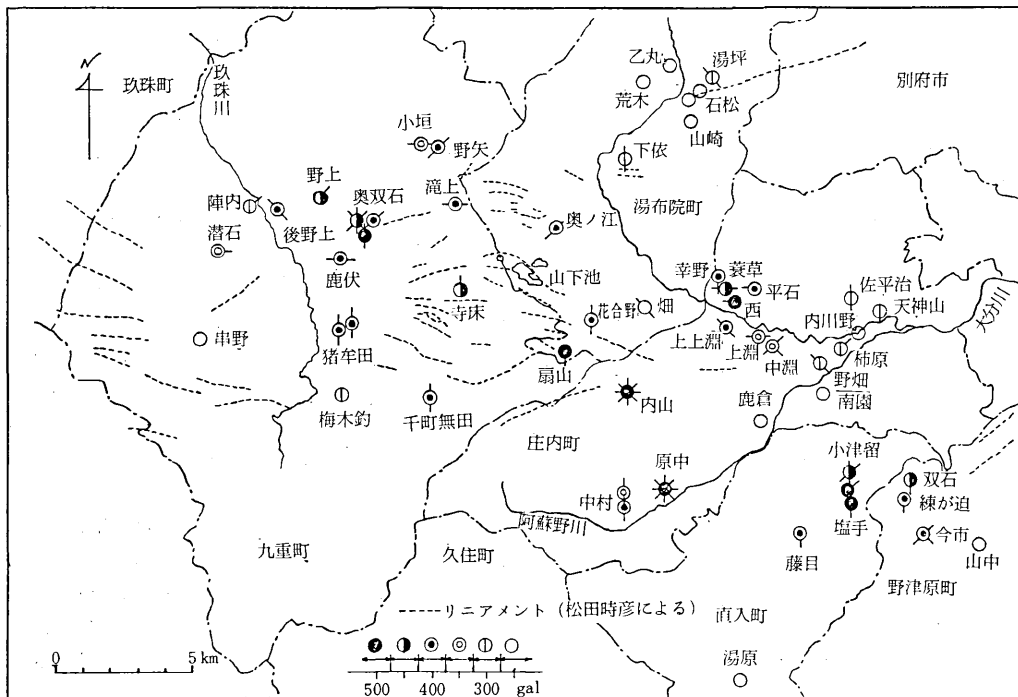 N
玖珠町
玖珠川
乙丸
湯坪
荒木
石松
別府市
山崎
小垣
野矢
下依
野上
奥双石
滝上
湯布院町
陣内
後野上
奥ノ江
潜石
鹿伏
山下池
幸野
蓑草
平石
佐平治
天神山
大分川
寺床
花合野
畑
西
内川野
串野
猪牟田
上上淵
上淵
中淵
柿原
扇山
野畑
梅木釣
千町無田
内山
鹿倉
南園
庄内町
小津留
原中
双石
中村
練が迫
塩手
阿蘇野川
今市
九重町
久住町
藤目
山中
野津原町
リニアメント（松田時彦による）
直入町
0 5 km
500 400 300 gal
湯原